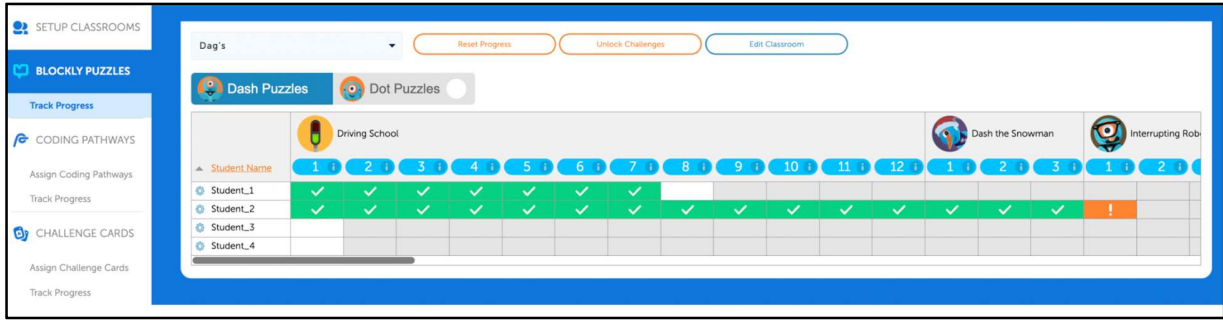 SETUP CLASSROOMS
BLOCKLY PUZZLES
Track Progress
CODING PATHWAYS
Assign Coding Pathways
Track Progress
CHALLENGE CARDS
Assign Challenge Cards
Track Progress
Dag's
Reset Progress Unlock Challenges Edit Classroom
Dash Puzzles Dot Puzzles
Driving School Dash the Snowman Interrupting Rob
Student Name 1 i 2 i 3 i 4 i 5 i 6 i 7 i 8 i 9 i 10 i 11 i 12 i 1 i 2 i 3 i 1 i 2 i
Student_1
Student_2 !
Student_3
Student_4